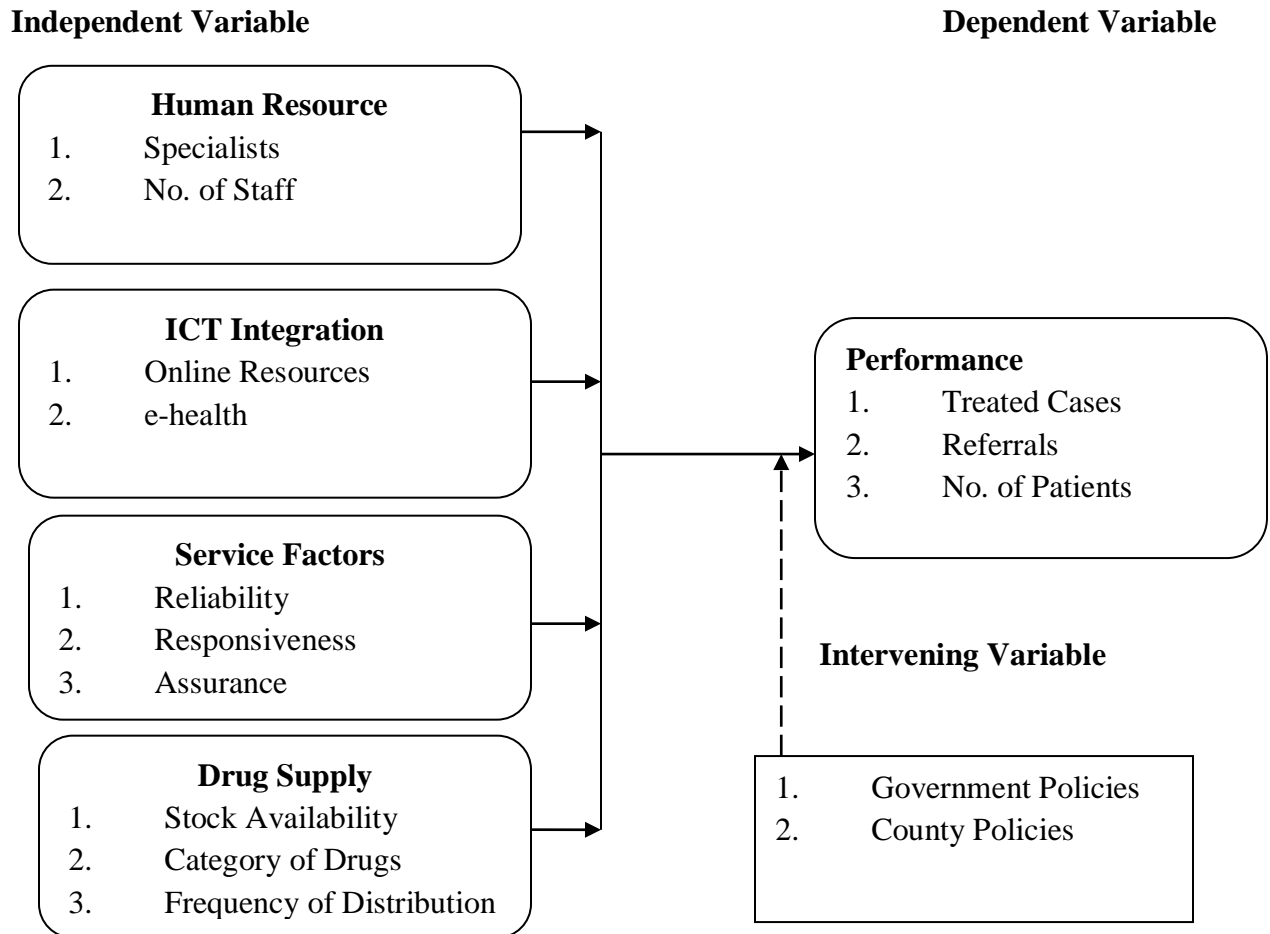 Independent Variable
Dependent Variable
Human Resource
1. Specialists
2. No. of Staff
ICT Integration
1. Online Resources
2. e-health
Service Factors
1. Reliability
2. Responsiveness
3. Assurance
Drug Supply
1. Stock Availability
2. Category of Drugs
3. Frequency of Distribution
Performance
1. Treated Cases
2. Referrals
3. No. of Patients
Intervening Variable
1. Government Policies
2. County Policies